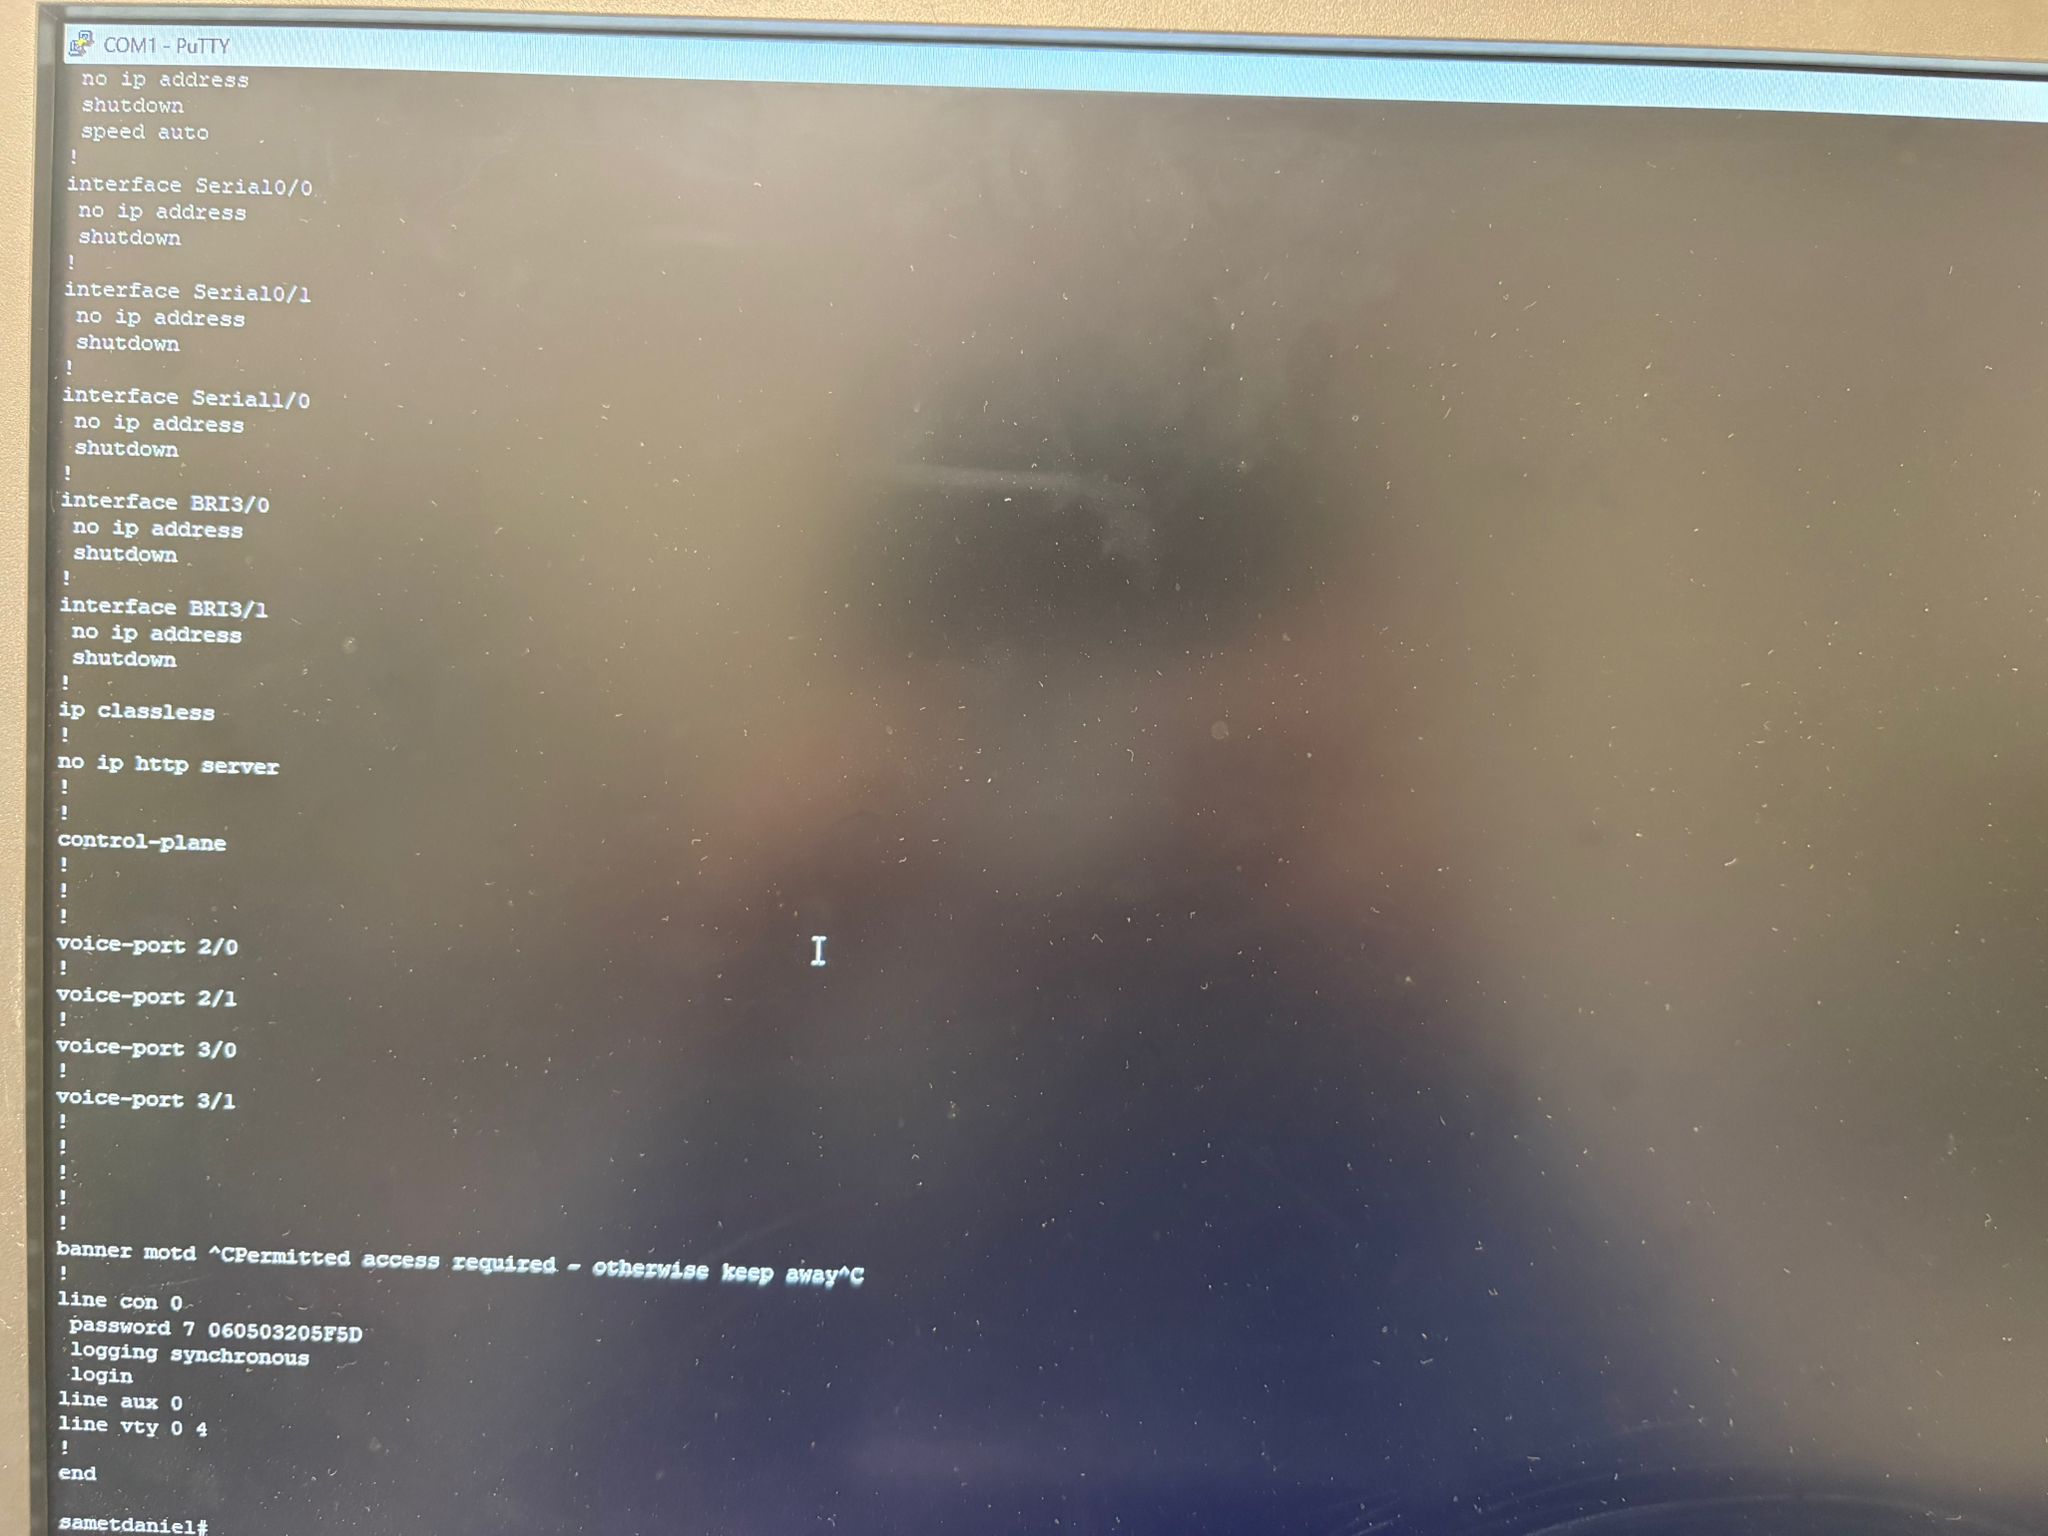 COM1 - PuTTY
no ip address
shutdown
speed auto
!
interface Serial0/0
no ip address
shutdown
!
interface Serial0/1
no ip address
shutdown
!
interface Serial1/0
no ip address
shutdown
!
interface BRI3/0
no ip address
shutdown
!
interface BRI3/1
no ip address
shutdown
!
ip classless
!
no ip http server
!
!
control-plane
!
!
!
voice-port 2/0
!
voice-port 2/1
!
voice-port 3/0
!
voice-port 3/1
!
!
!
!
!
banner motd ^CPermitted access required - otherwise keep away^C
!
line con 0
password 7 060503205F5D
logging synchronous
login
line aux 0
line vty 0 4
!
end
sametdaniel#